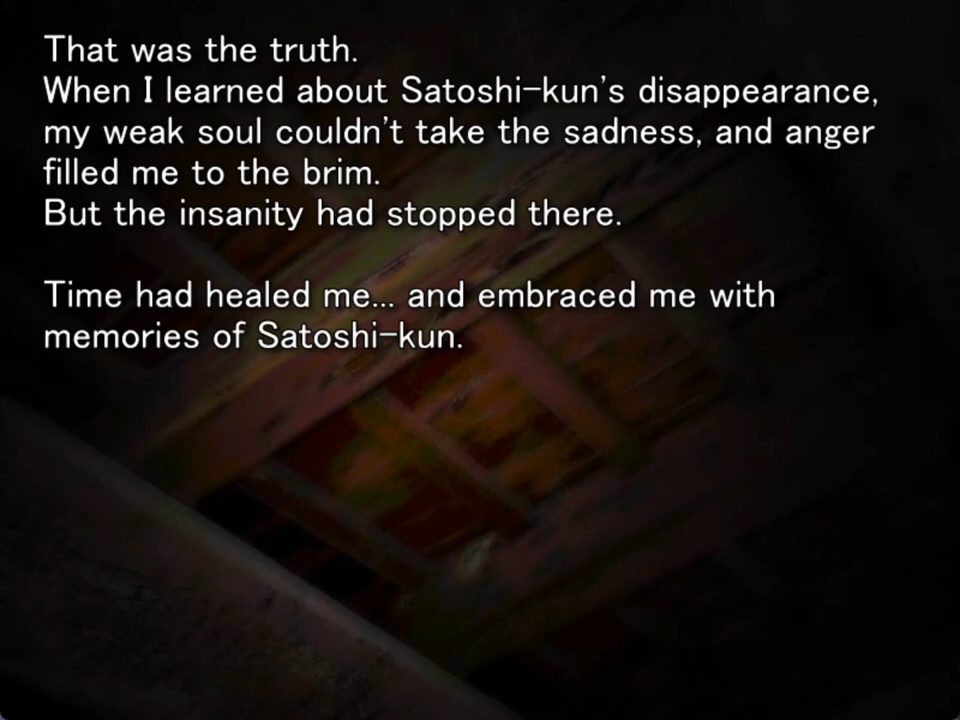 That was the truth.
When I learned about Satoshi-kun's disappearance,
my weak soul couldn't take the sadness, and anger
filled me to the brim.
But the insanity had stopped there.
Time had healed me... and embraced me with
memories of Satoshi-kun.